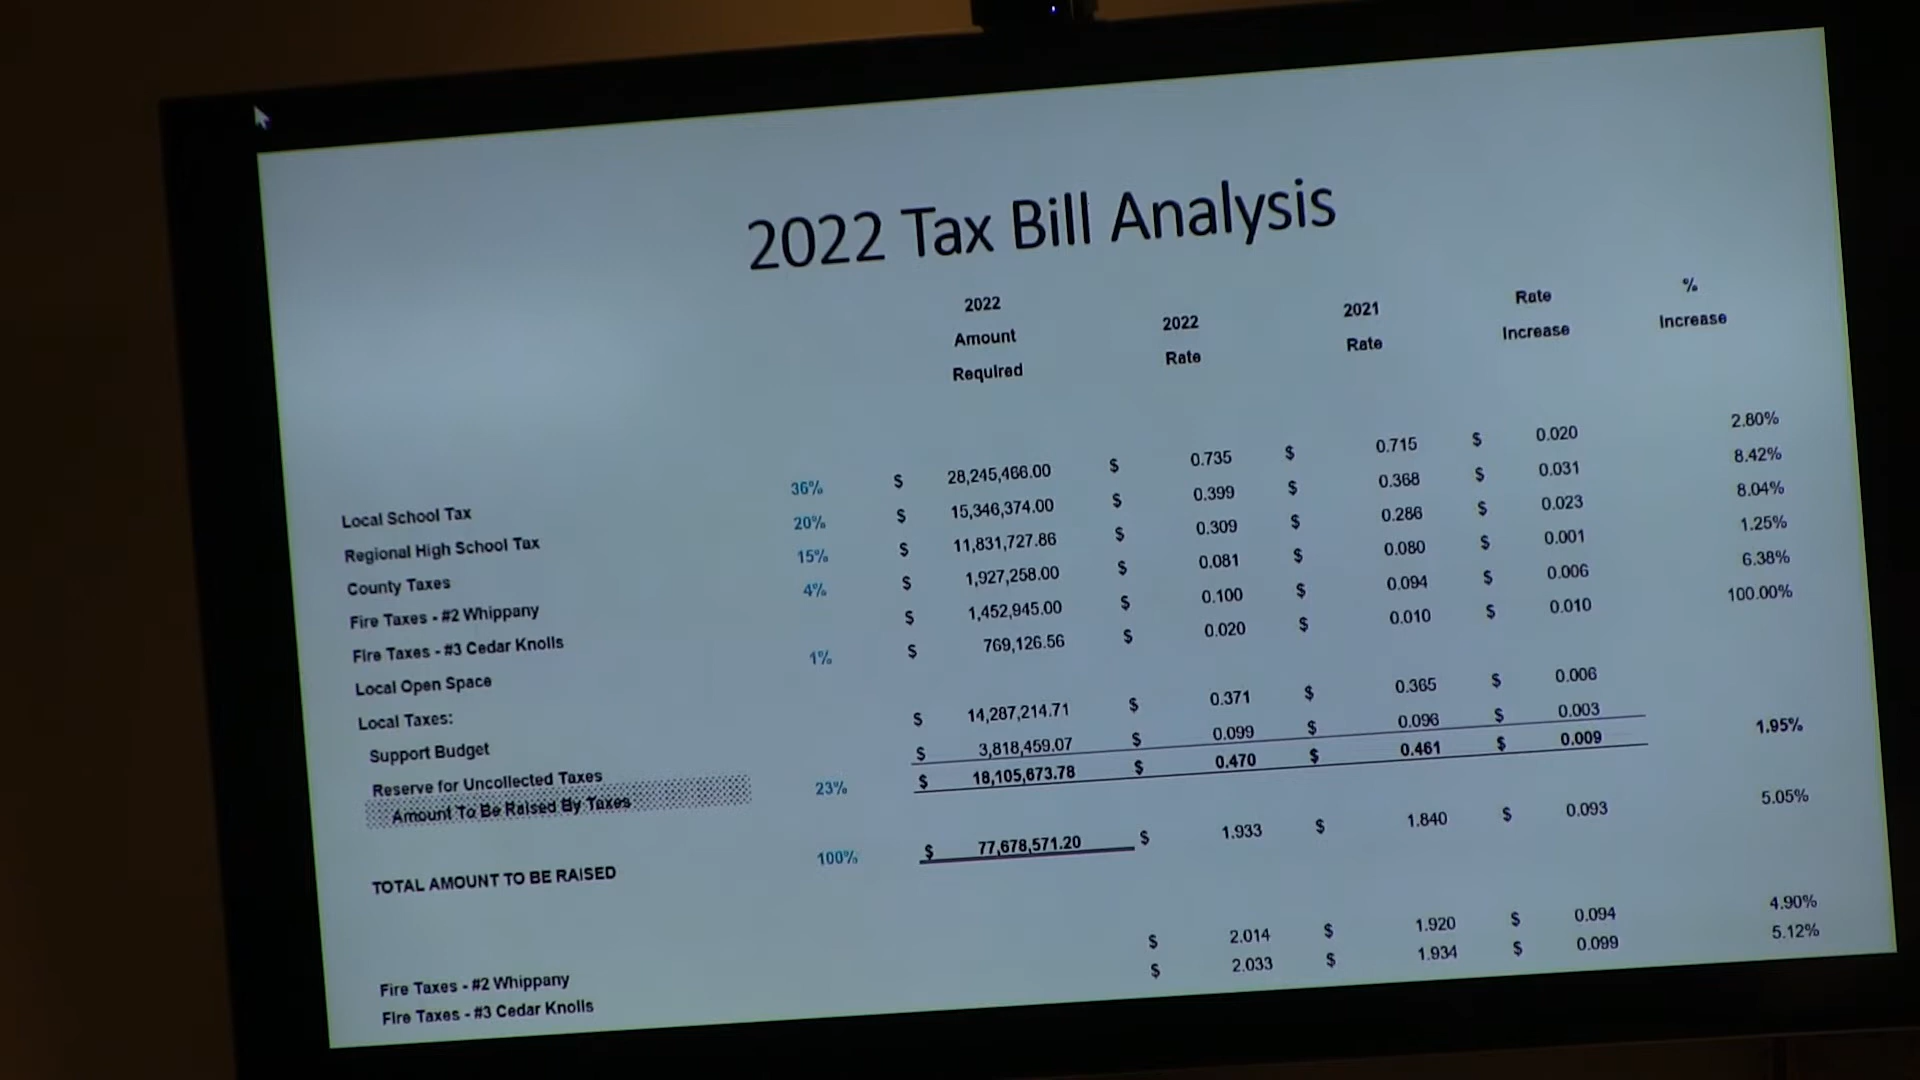 2022 Tax Bill Analysis
2022 Amount Required 2022 Rate 2021 Rate Rate Increase % Increase
Local School Tax 36% $ 28,245,466.00 $ 0.735 $ 0.715 $ 0.020 2.80%
Regional High School Tax 20% $ 15,346,374.00 $ 0.399 $ 0.368 $ 0.031 8.42%
County Taxes 15% $ 11,831,727.86 $ 0.309 $ 0.286 $ 0.023 8.04%
Fire Taxes - #2 Whippany 4% $ 1,927,258.00 $ 0.081 $ 0.080 $ 0.001 1.25%
Fire Taxes - #3 Cedar Knolls $ 1,452,945.00 $ 0.100 $ 0.094 $ 0.006 6.38%
Local Open Space 1% $ 769,126.56 $ 0.020 $ 0.010 $ 0.010 100.00%
Local Taxes:
Support Budget $ 14,287,214.71 $ 0.371 $ 0.365 $ 0.006
Reserve for Uncollected Taxes $ 3,818,459.07 $ 0.099 $ 0.096 $ 0.003
Amount To Be Raised By Taxes 23% $ 18,105,673.78 $ 0.470 $ 0.461 $ 0.009 1.95%
TOTAL AMOUNT TO BE RAISED 100% $ 77,678,571.20 $ 1.933 $ 1.840 $ 0.093 5.05%
Fire Taxes - #2 Whippany $ 2.014 $ 1.920 $ 0.094 4.90%
Fire Taxes - #3 Cedar Knolls $ 2.033 $ 1.934 $ 0.099 5.12%